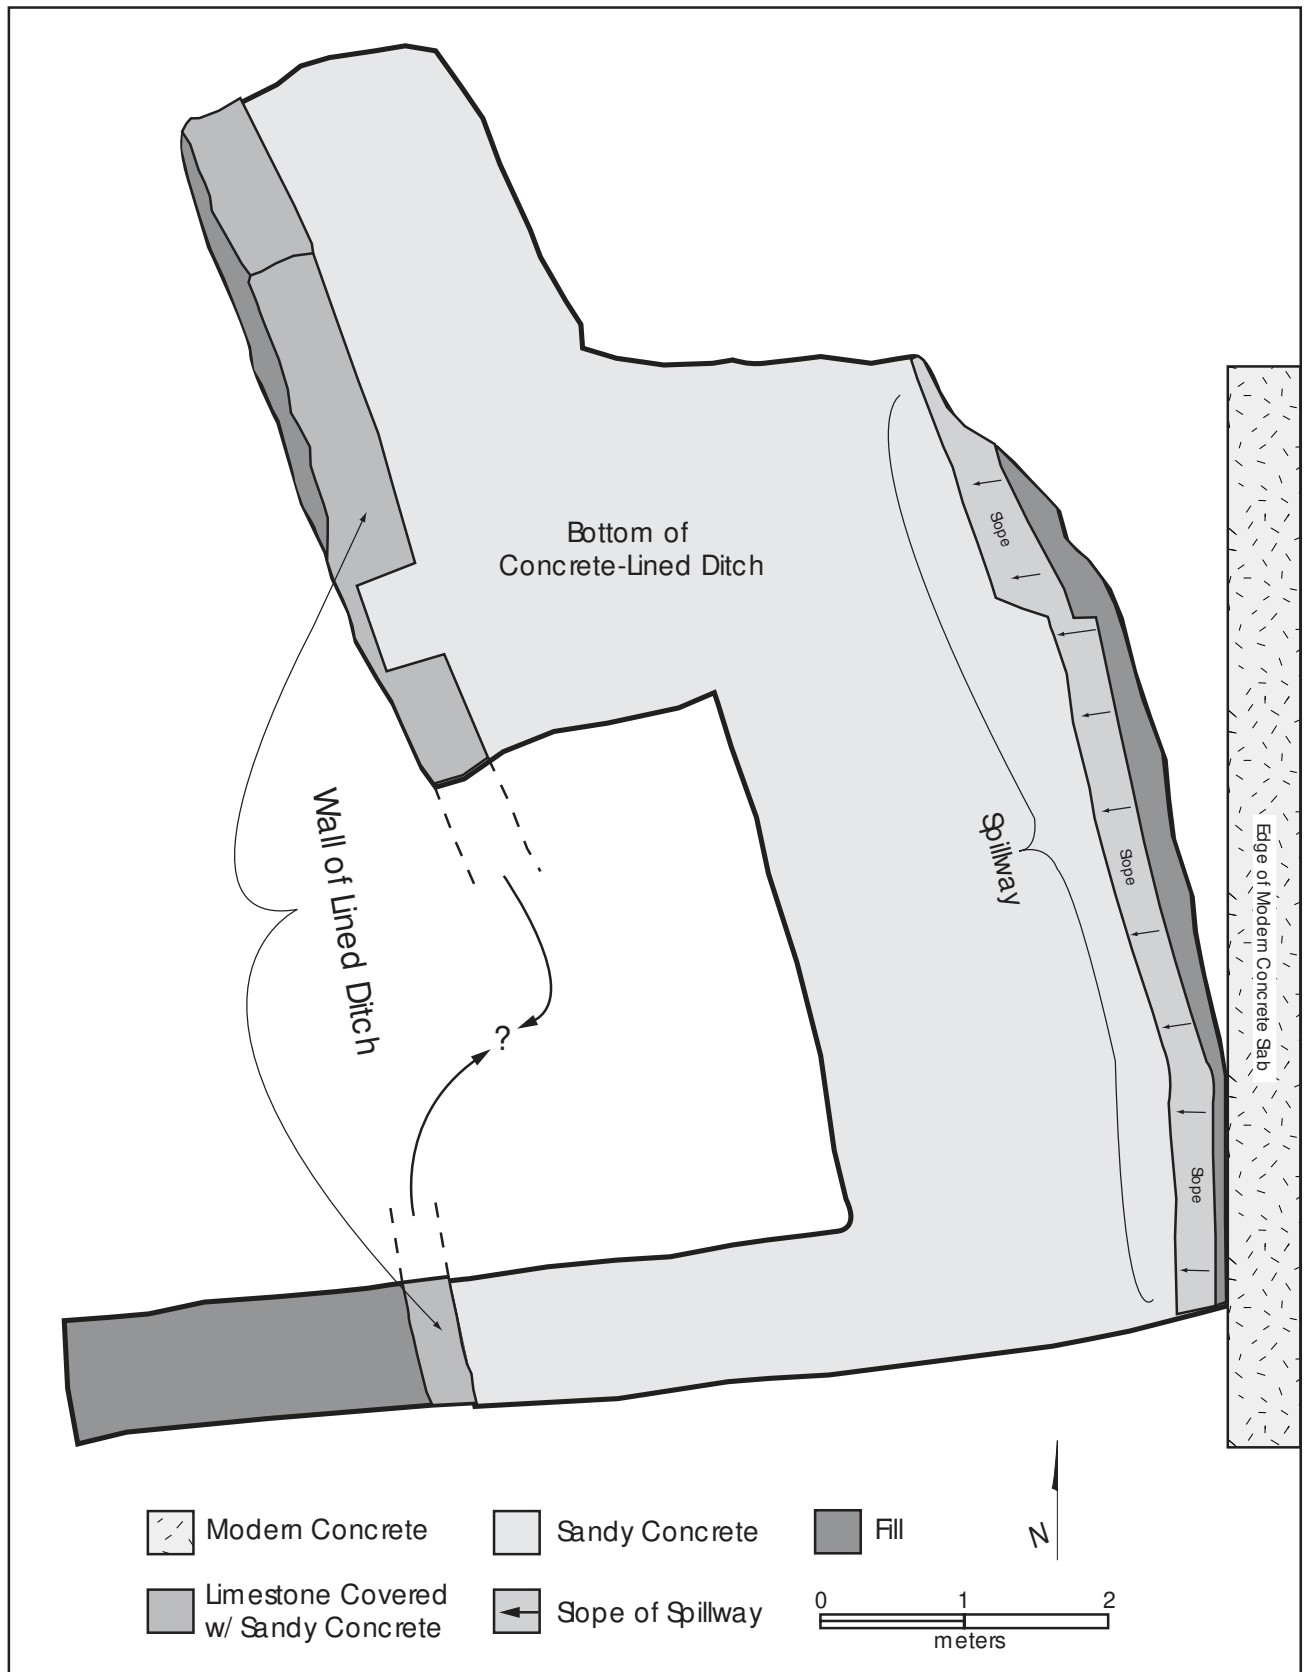 Bottom of
Concrete-Lined Ditch
Slope
Spillway
Slope
Wall of Lined Ditch
Edge of Modern Concrete Slab
?
Slope
Modern Concrete
Sandy Concrete
Fill
N
Limestone Covered
w/ Sandy Concrete
Slope of Spillway
0 1 2
meters